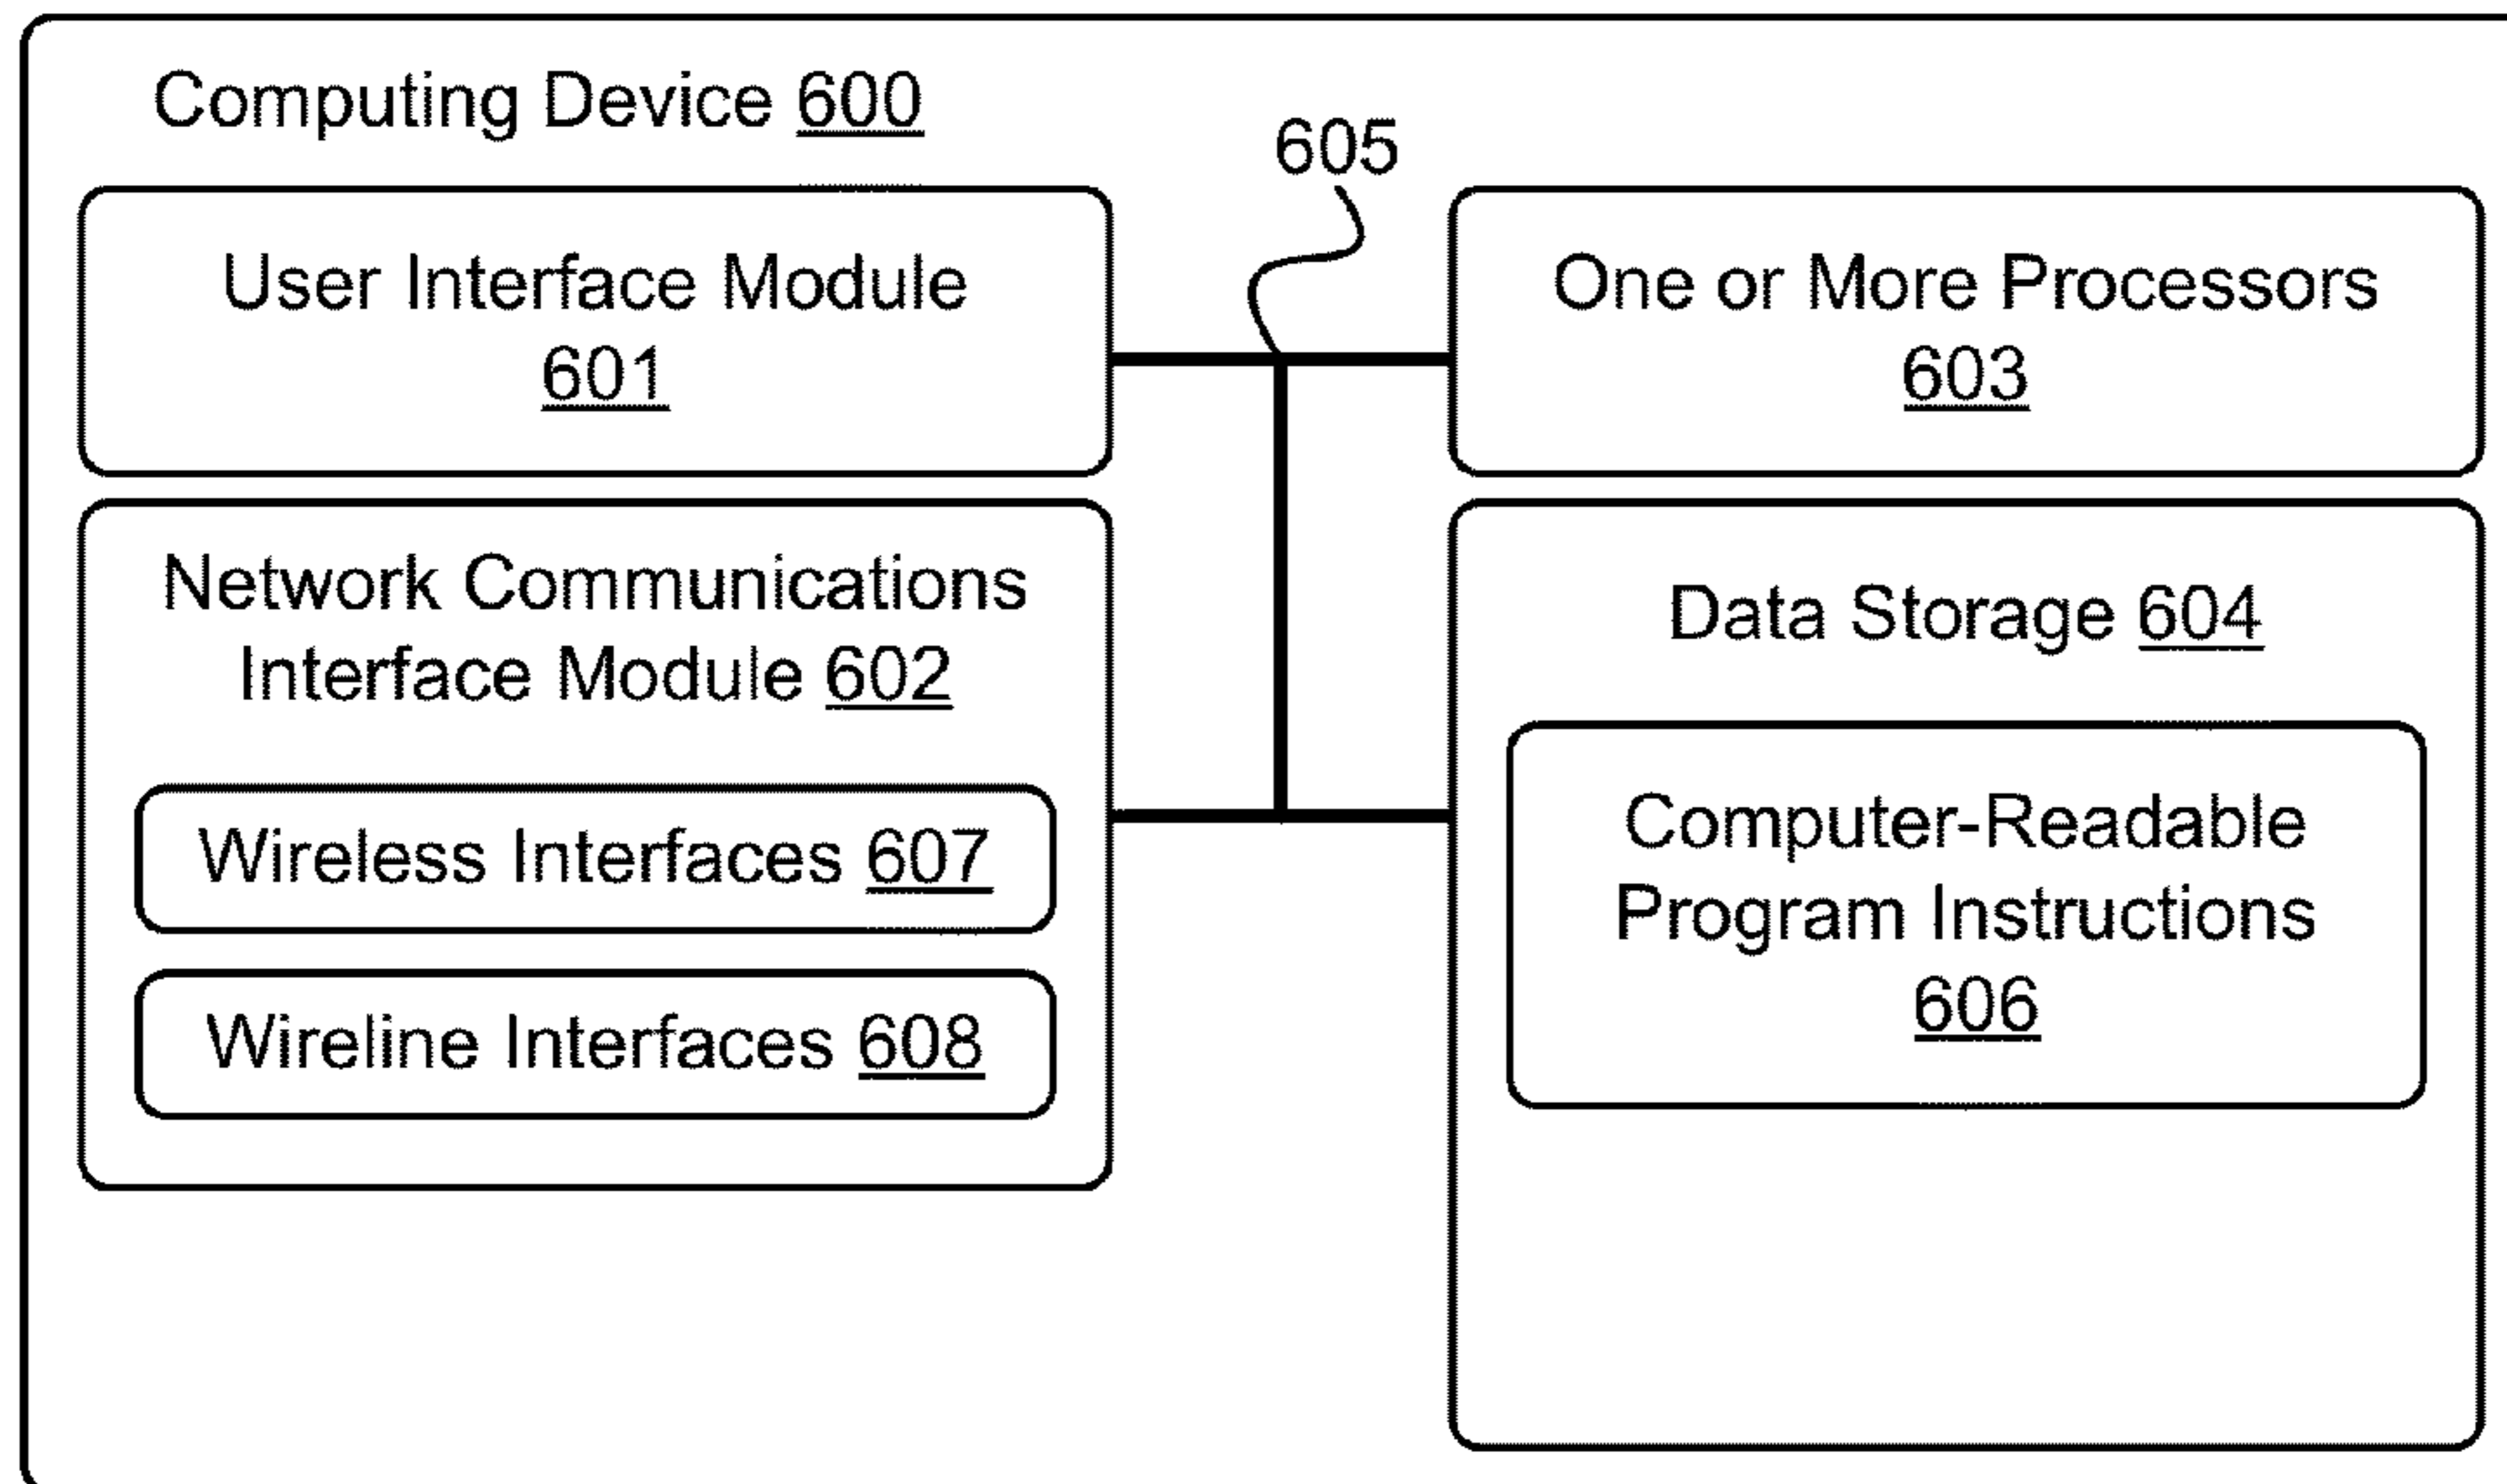 Computing Device 600
605
User Interface Module
601
One or More Processors
603
Network Communications
Interface Module 602
Wireless Interfaces 607
Wireline Interfaces 608
Data Storage 604
Computer-Readable
Program Instructions
606